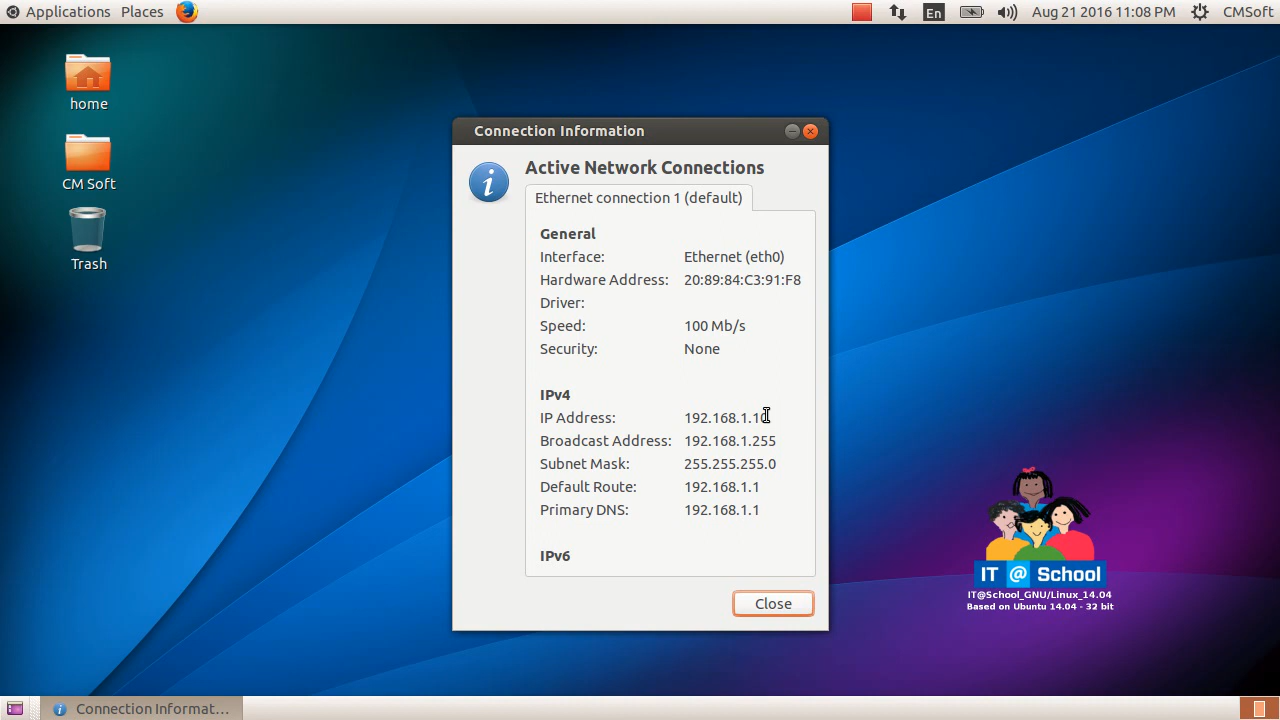 Applications Places
En
Aug 21 2016 11:08 PM
CMSoft
home
CM Soft
Trash
Connection Information
i
Active Network Connections
Ethernet connection 1 (default)
General
Interface: Ethernet (eth0)
Hardware Address: 20:89:84:C3:91:F8
Driver:
Speed: 100 Mb/s
Security: None
IPv4
IP Address: 192.168.1.10
Broadcast Address: 192.168.1.255
Subnet Mask: 255.255.255.0
Default Route: 192.168.1.1
Primary DNS: 192.168.1.1
IPv6
Close
IT @ School
IT@School_GNU/Linux_14.04
Based on Ubuntu 14.04 - 32 bit
Connection Informat...